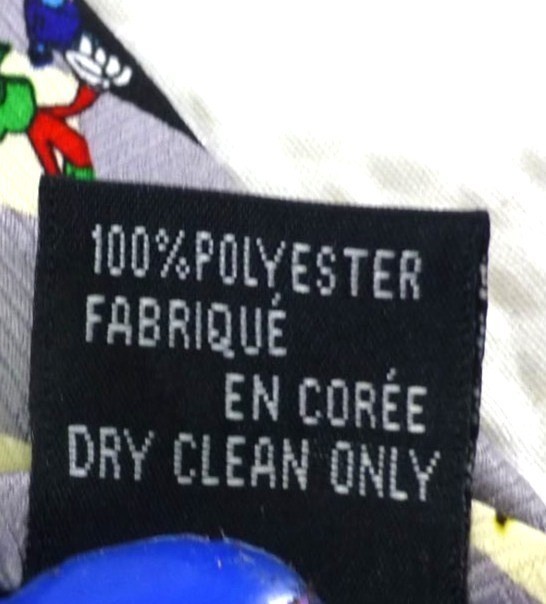 100%POLYESTER
FABRIQUÉ
EN CORÉE
DRY CLEAN ONLY